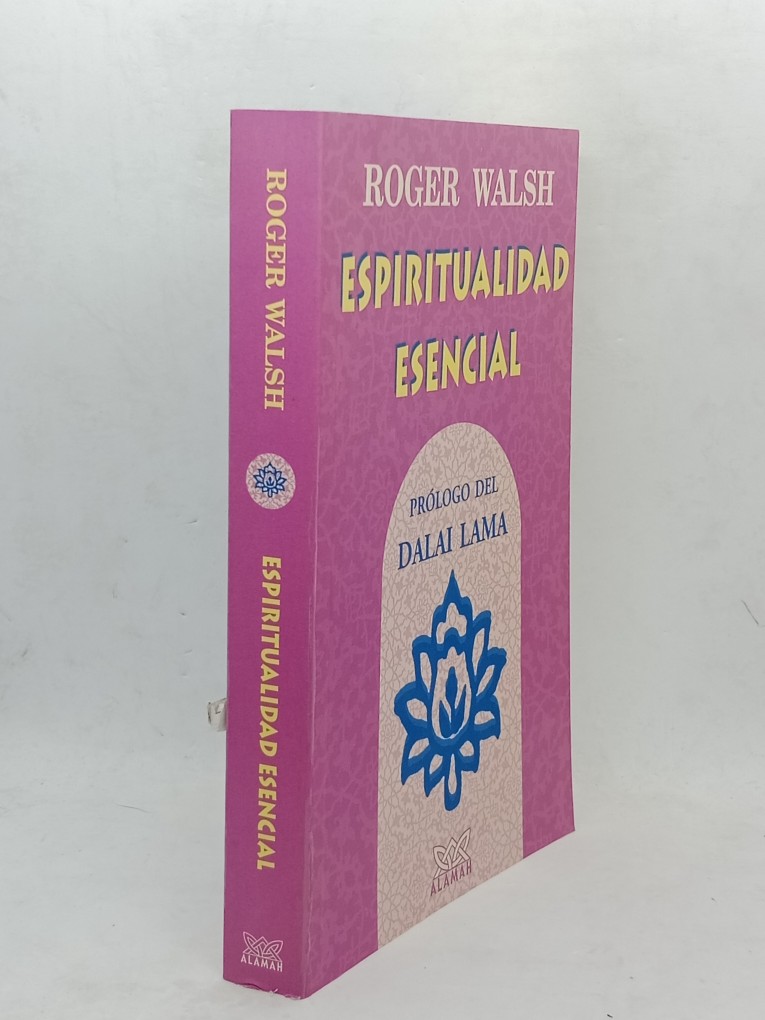 ROGER WALSH
ESPIRITUALIDAD ESENCIAL
ALAMAH
ROGER WALSH
ESPIRITUALIDAD
ESENCIAL
PRÓLOGO DEL
DALAI LAMA
ALAMAH